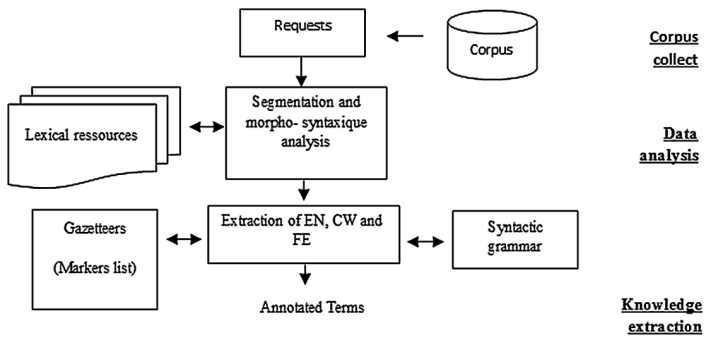 Requests
Corpus
Corpus
collect
Segmentation and
morpho- syntaxique
analysis
Lexical ressources
Data
analysis
Extraction of EN, CW and
FE
Gazetteers
(Markers list)
Syntactic
grammar
Annotated Terms
Knowledge
extraction